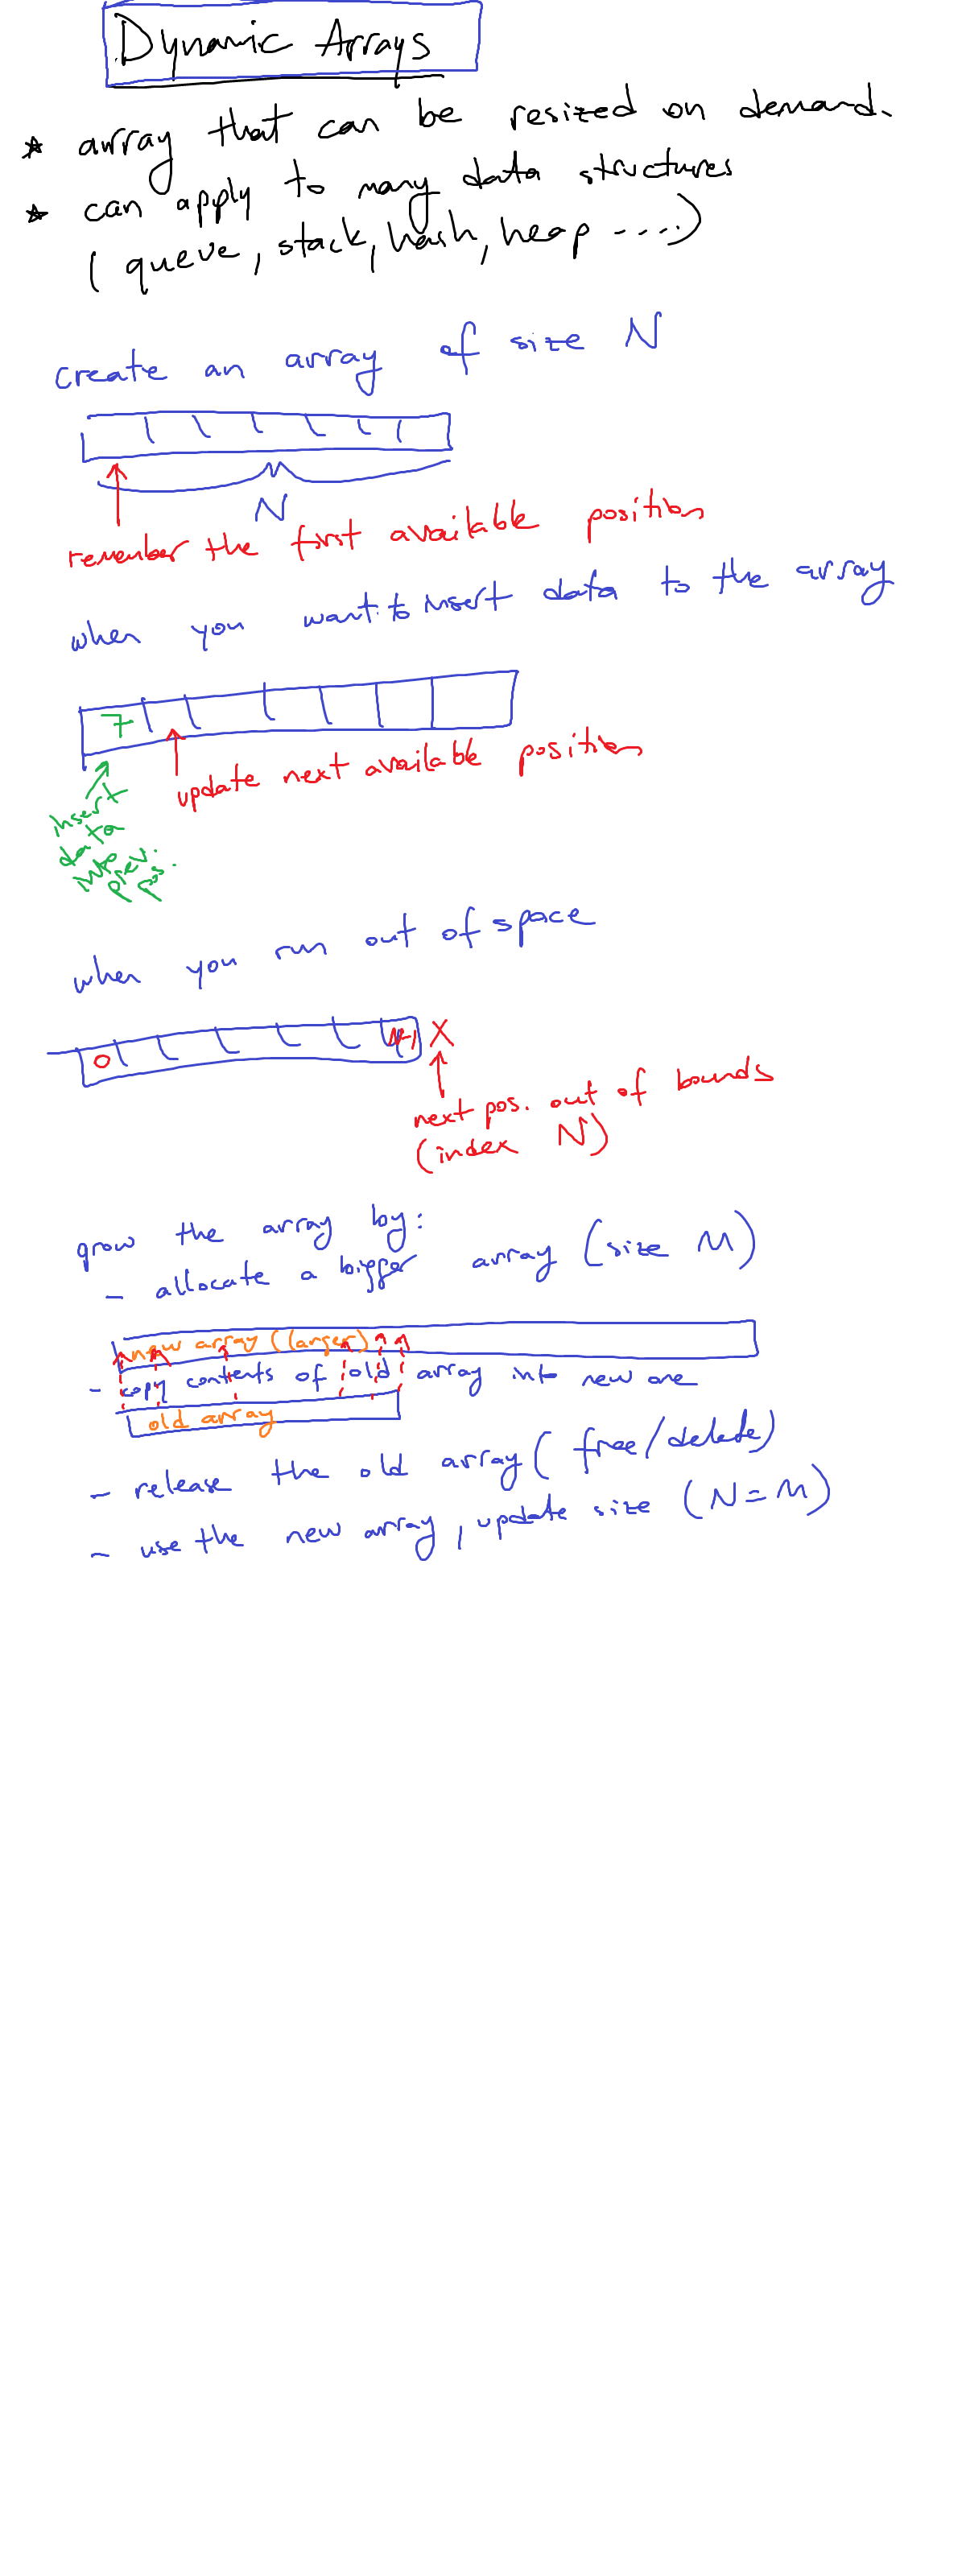 Dynamic Arrays
* array that can be resized on demand.
* can apply to many data structures
(queue, stack, hash, heap ....)
create an array of size N
N
remember the first available position
when you want to insert data to the array
7
update next available position
insert
data
into
prev.
pos.
when you run out of space
0 N-1 X
next pos. out of bounds
(index N)
grow the array by:
- allocate a bigger array (size M)
new array (larger)
- copy contents of old array into new one
old array
- release the old array (free/delete)
- use the new array, update size (N=M)